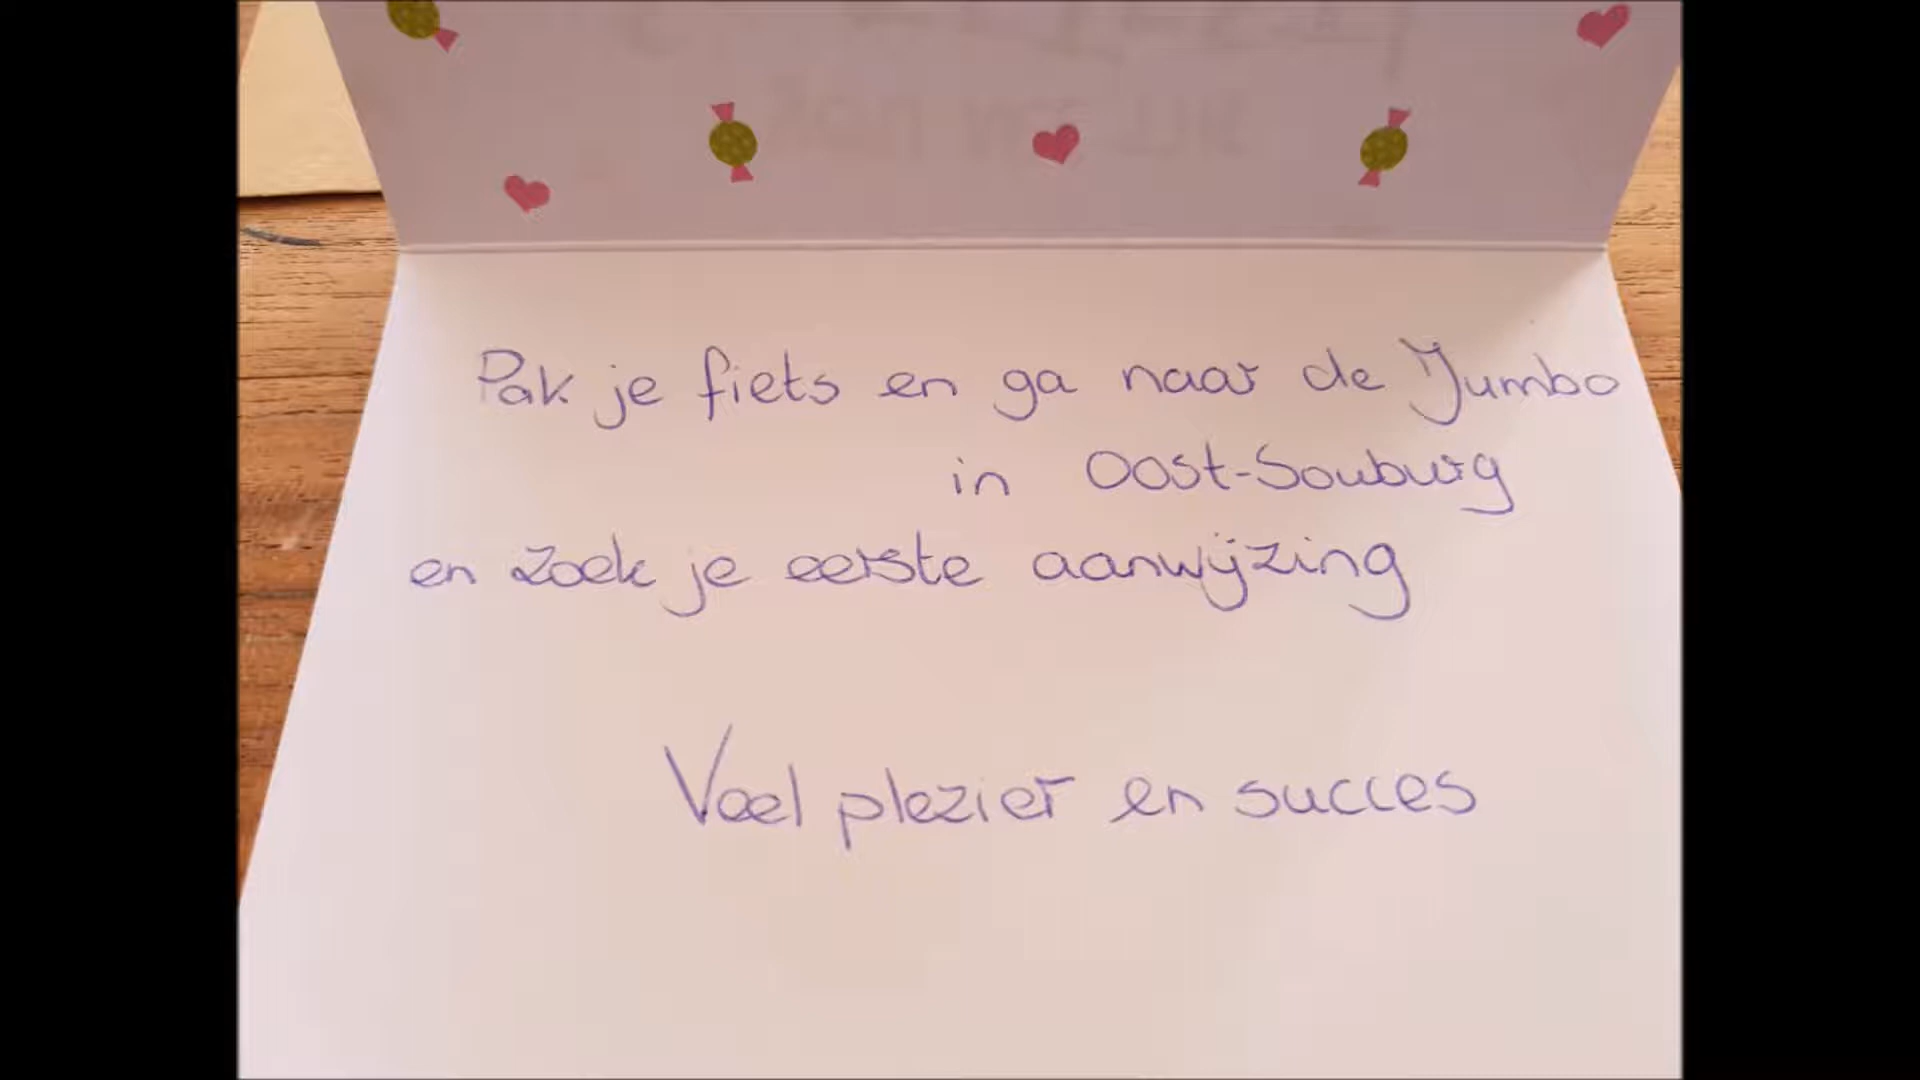 Pak je fiets en ga naar de Jumbo
in Oost-Souburg
en zoek je eerste aanwijzing
Veel plezier en succes